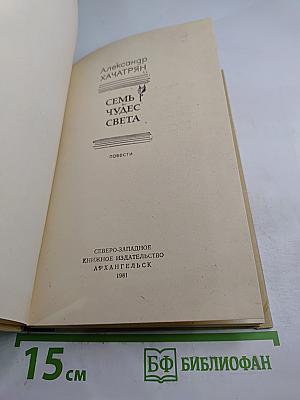 Александр
ХАЧАТРЯН
СЕМЬ
ЧУДЕС
СВЕТА
ПОВЕСТИ
СЕВЕРО-ЗАПАДНОЕ
КНИЖНОЕ ИЗДАТЕЛЬСТВО
АРХАНГЕЛЬСК
1981
15 см
БФ БИБЛИОФАН